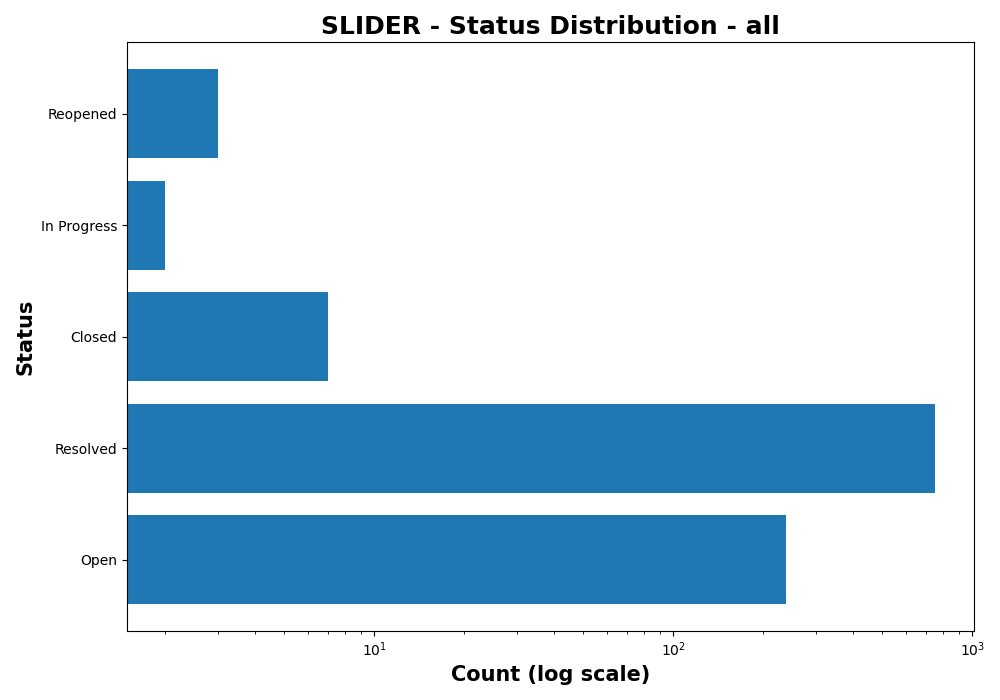 SLIDER - Status Distribution - all
Reopened
In Progress
Closed
Resolved
Open
Status
10¹
10²
10³
Count (log scale)